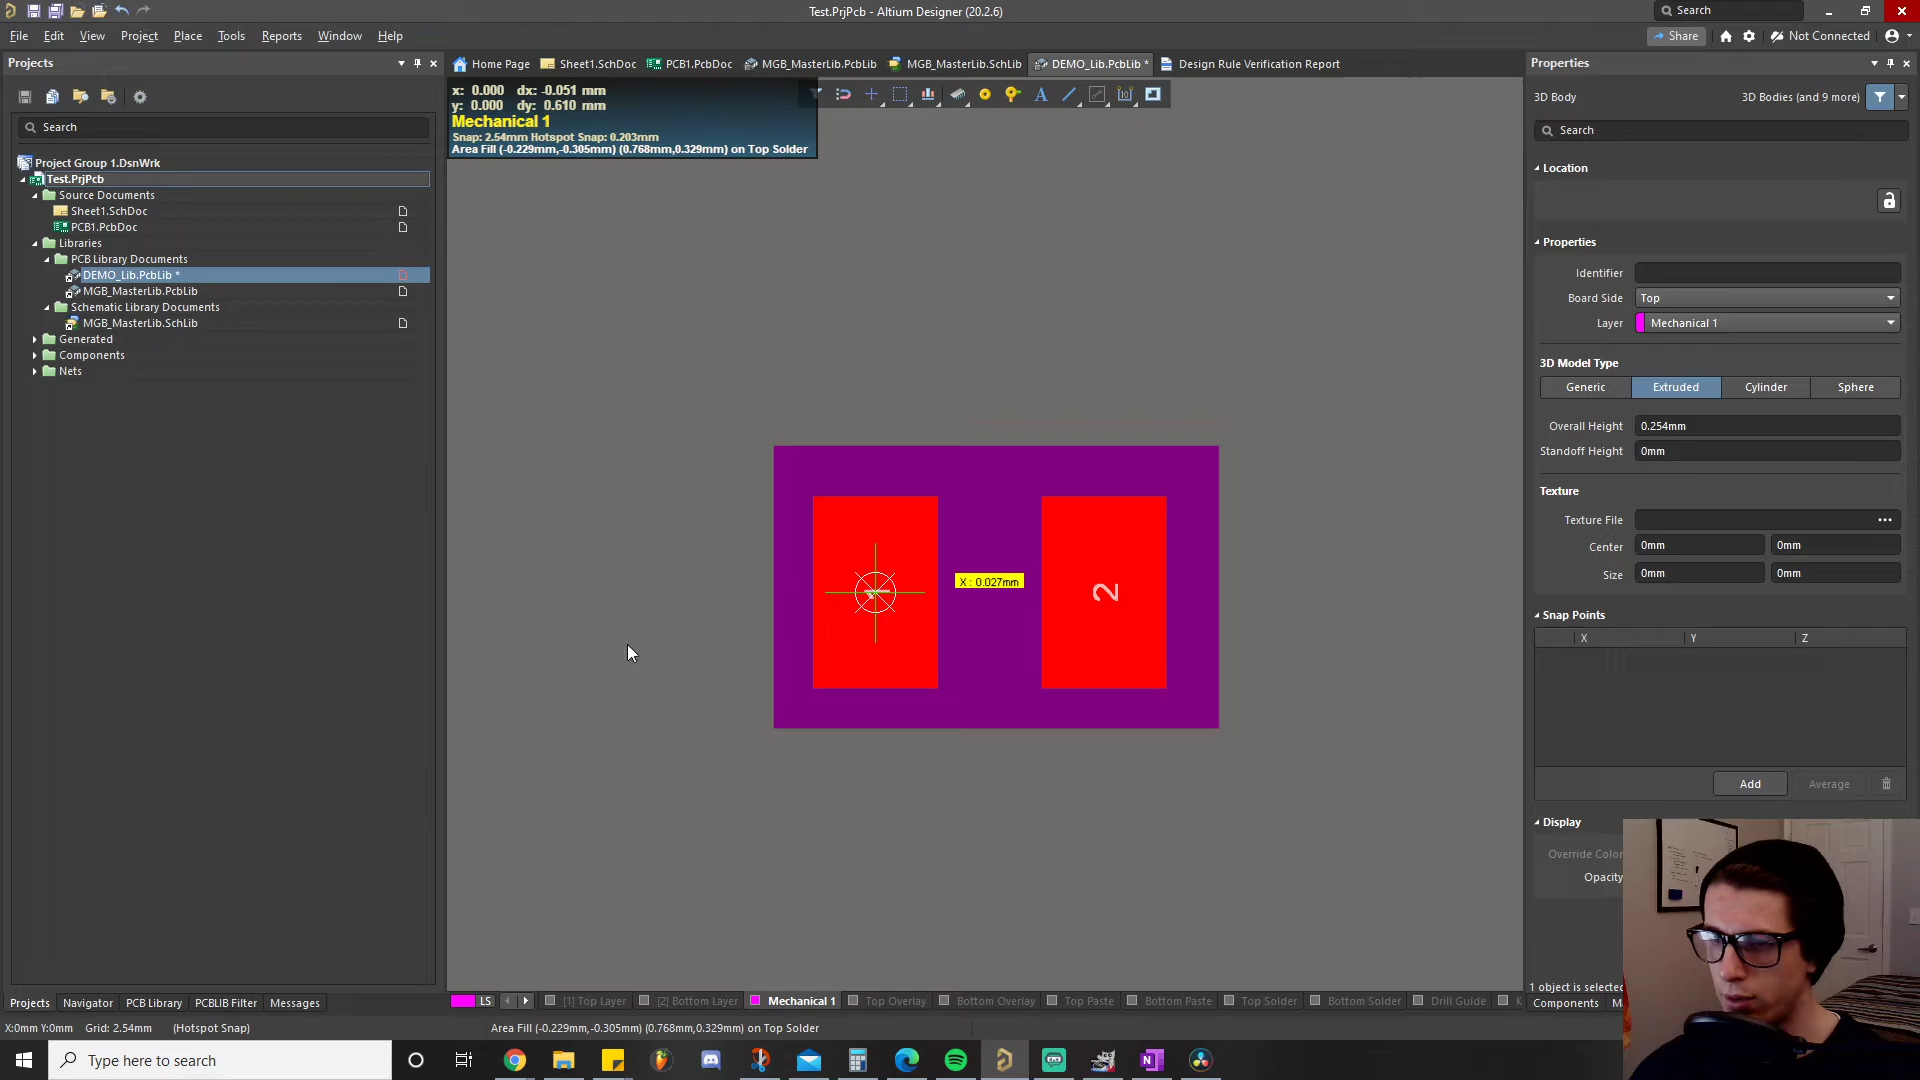 Test.PrjPcb - Altium Designer (20.2.6)
Search
File Edit View Project Place Tools Reports Window Help
Share
Not Connected
Projects
Home Page Sheet1.SchDoc PCB1.PcbDoc MGB_MasterLib.PcbLib MGB_MasterLib.SchLib DEMO_Lib.PcbLib * Design Rule Verification Report
Properties
x: 0.000 dx: -0.051 mm
y: 0.000 dy: 0.610 mm
Mechanical 1
Snap: 2.54mm Hotspot Snap: 0.203mm
Area Fill (-0.229mm,-0.305mm) (0.768mm,0.329mm) on Top Solder
3D Body
3D Bodies (and 9 more)
Search
Search
Project Group 1.DsnWrk
Test.PrjPcb
Source Documents
Sheet1.SchDoc
PCB1.PcbDoc
Libraries
PCB Library Documents
DEMO_Lib.PcbLib *
MGB_MasterLib.PcbLib
Schematic Library Documents
MGB_MasterLib.SchLib
Generated
Components
Nets
X : 0.027mm
2
Location
Properties
Identifier
Board Side Top
Layer Mechanical 1
3D Model Type
Generic Extruded Cylinder Sphere
Overall Height 0.254mm
Standoff Height 0mm
Texture
Texture File
Center 0mm 0mm
Size 0mm 0mm
Snap Points
X Y Z
Add Average
Display
Override Color
Opacity
1 object is selected
Components
Projects Navigator PCB Library PCBLIB Filter Messages
LS [1] Top Layer [2] Bottom Layer Mechanical 1 Top Overlay Bottom Overlay Top Paste Bottom Paste Top Solder Bottom Solder Drill Guide
X:0mm Y:0mm Grid: 2.54mm (Hotspot Snap)
Area Fill (-0.229mm,-0.305mm) (0.768mm,0.329mm) on Top Solder
Type here to search